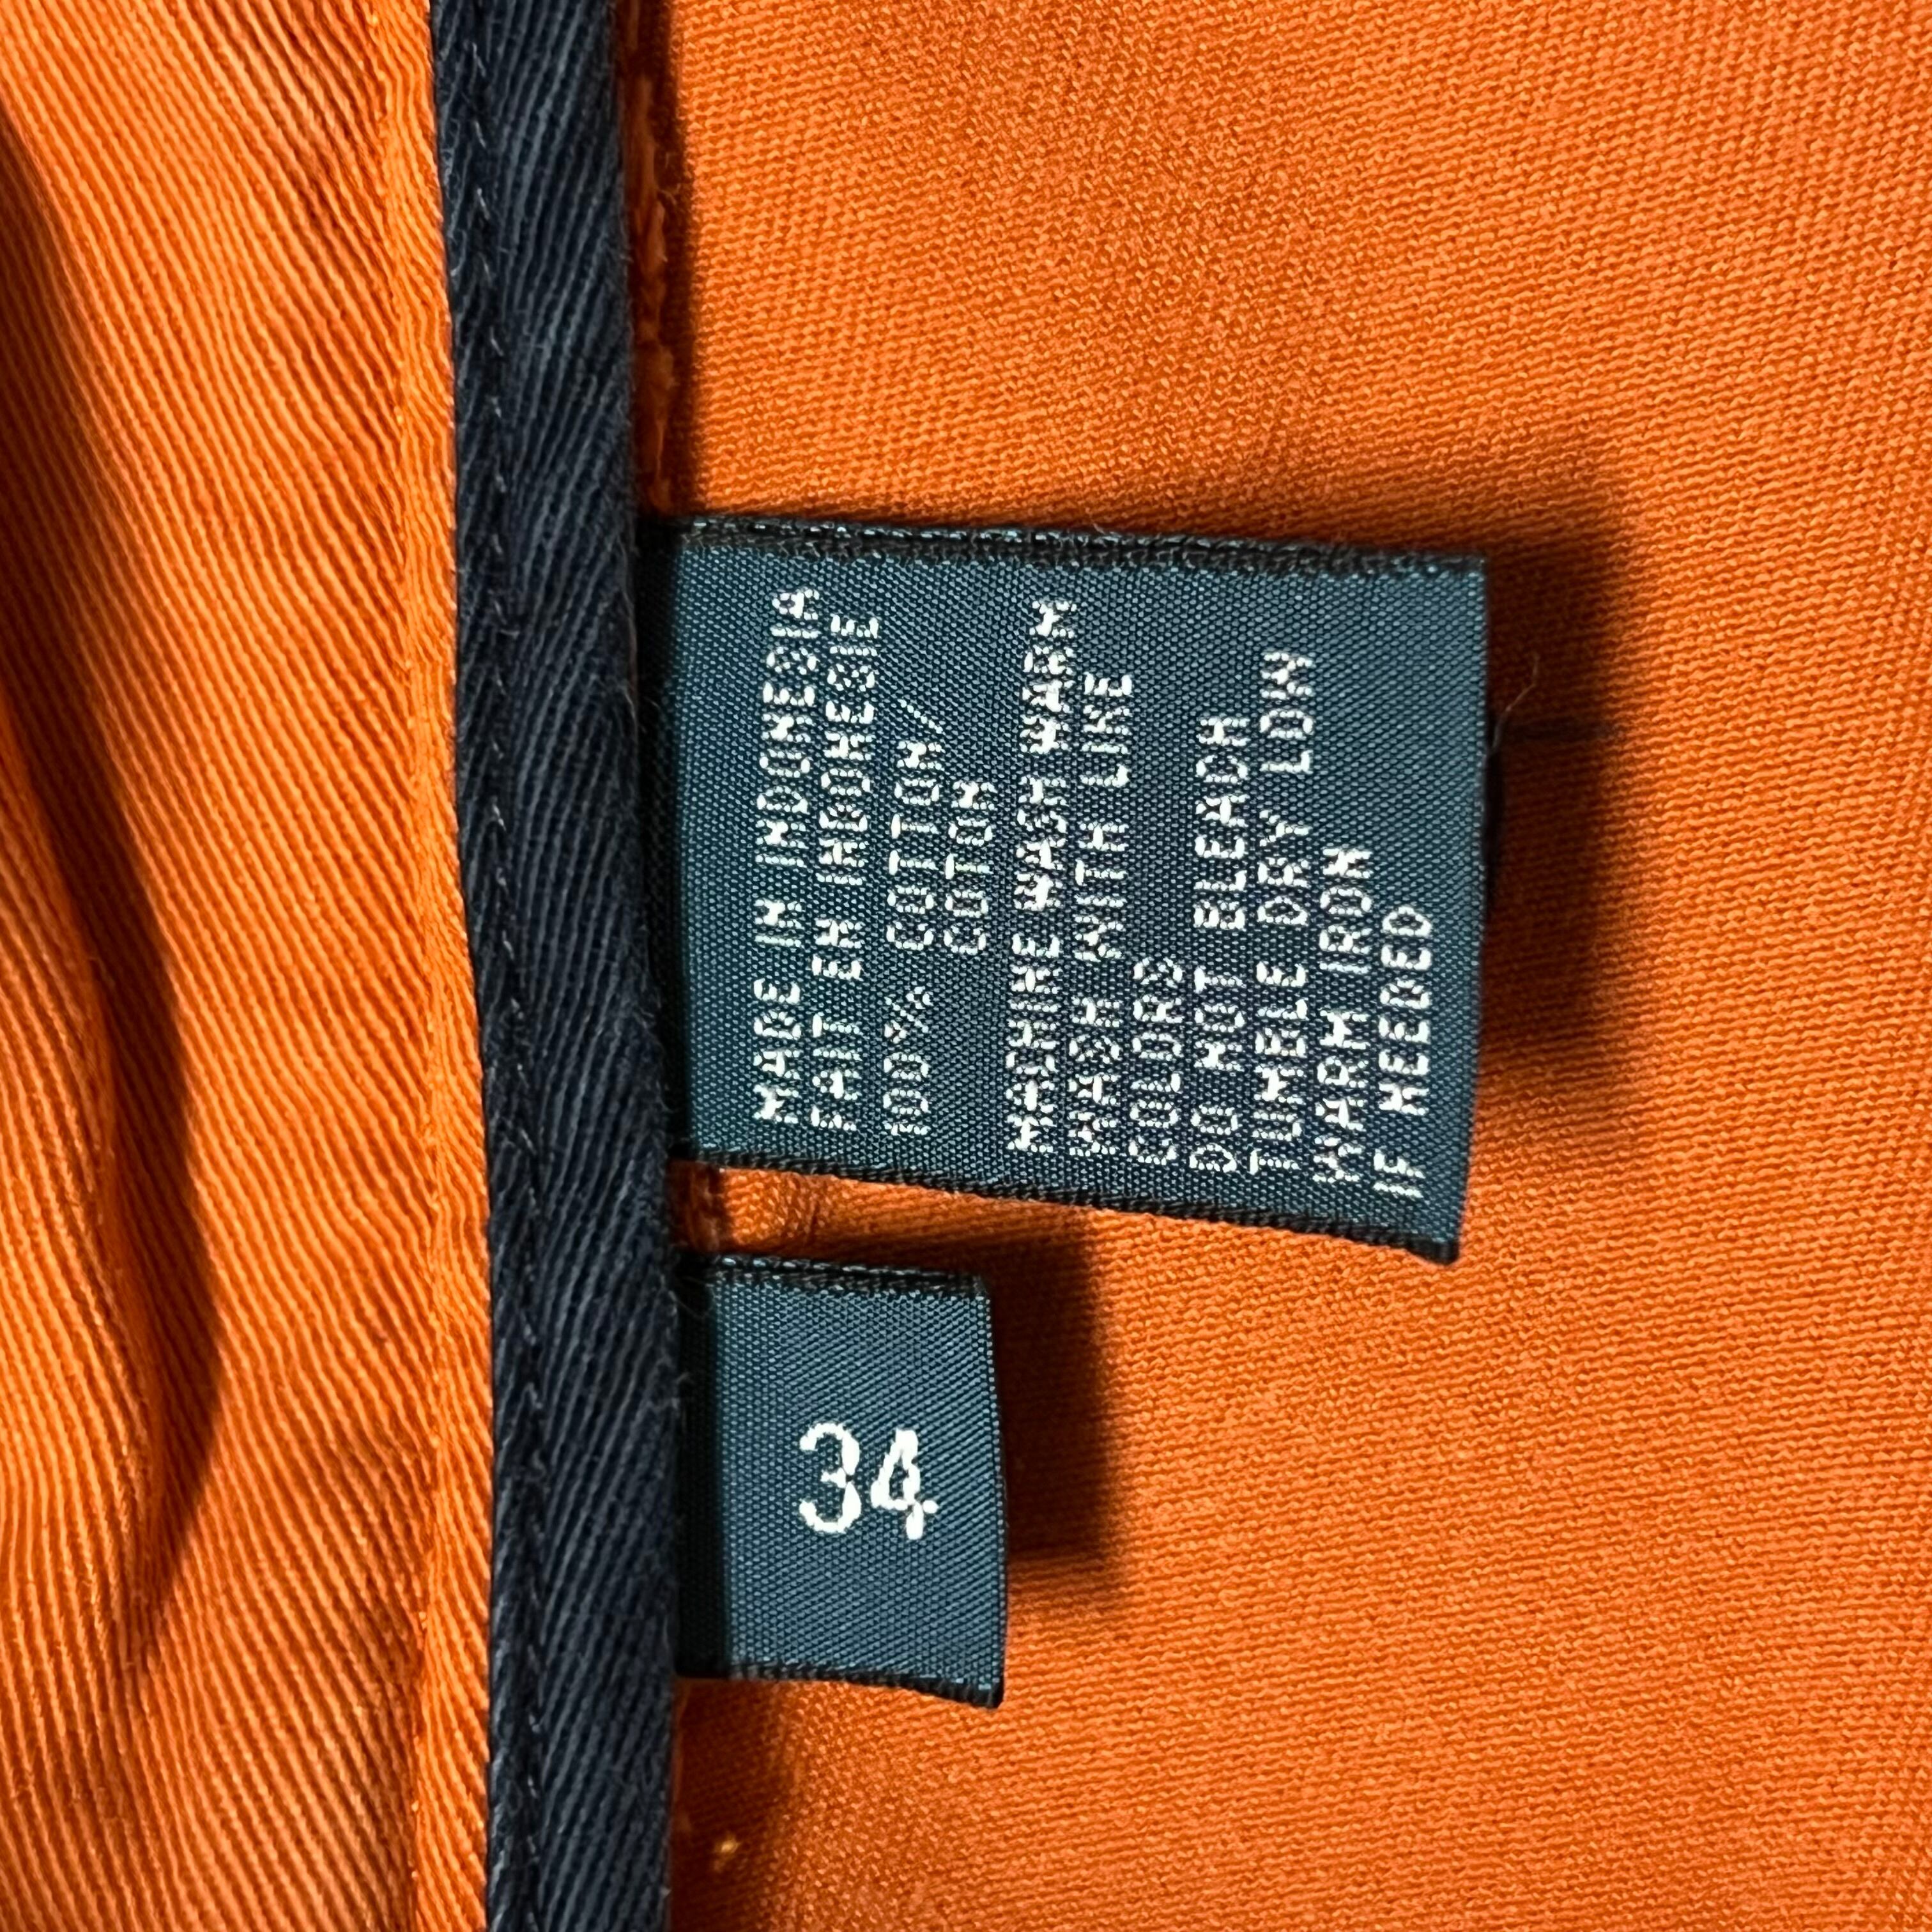 MADE IN INDONESIA
FAIT EN INDONESIE
100% COTTON/
COTON
MACHINE WASH WARM
WASH WITH LIKE
COLORS
DO NOT BLEACH
TUMBLE DRY LOW
WARM IRON
IF NEEDED
34